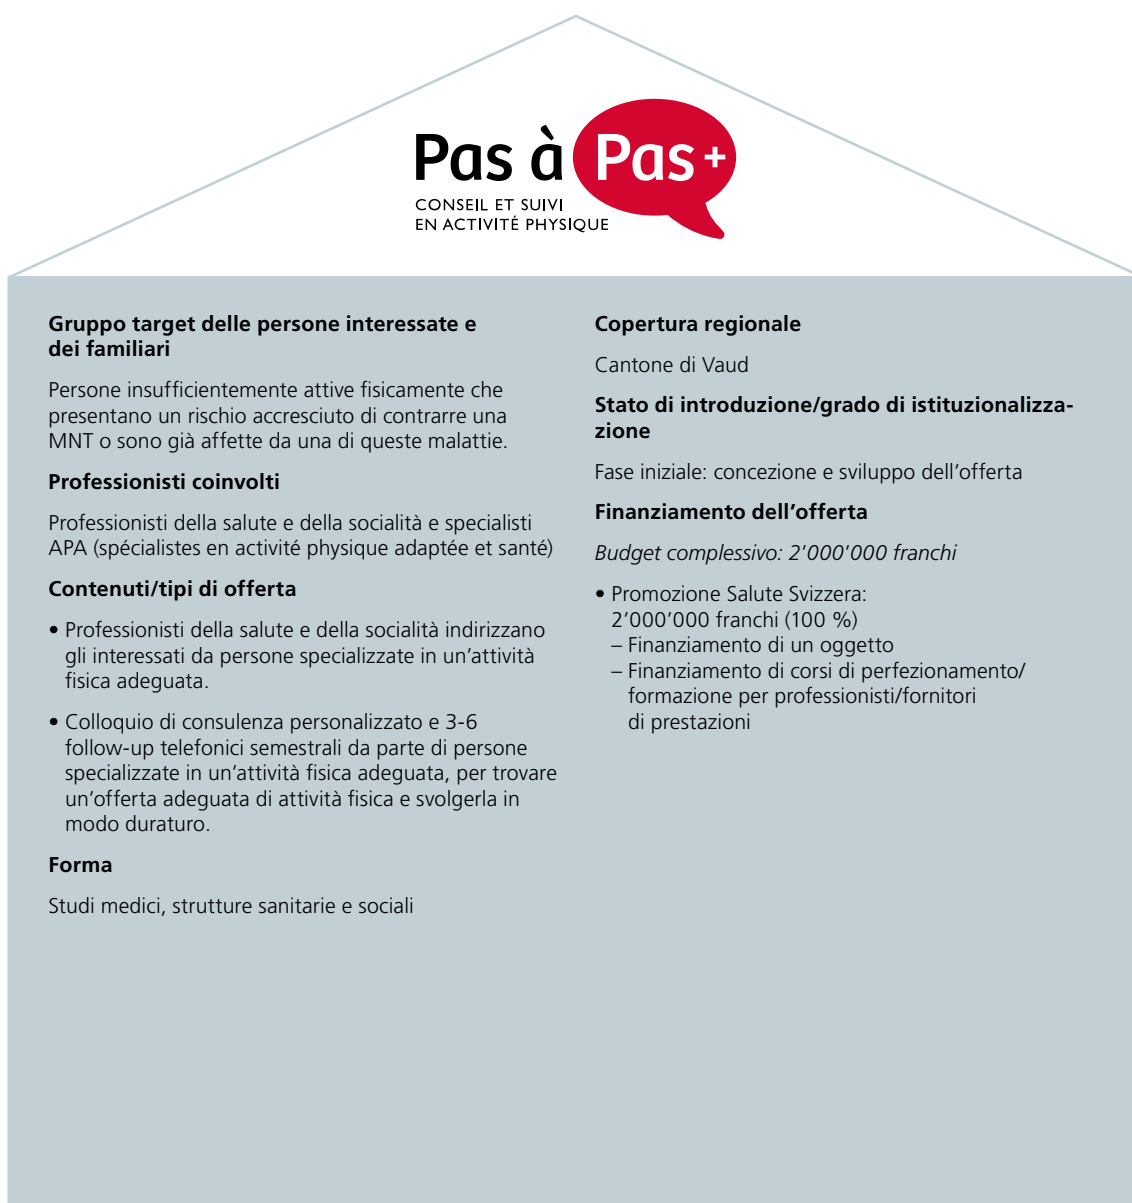 Pas à Pas+
CONSEIL ET SUIVI
EN ACTIVITÉ PHYSIQUE
Gruppo target delle persone interessate e
dei familiari
Persone insufficientemente attive fisicamente che
presentano un rischio accresciuto di contrarre una
MNT o sono già affette da una di queste malattie.
Professionisti coinvolti
Professionisti della salute e della socialità e specialisti
APA (spécialistes en activité physique adaptée et santé)
Contenuti/tipi di offerta
• Professionisti della salute e della socialità indirizzano
gli interessati da persone specializzate in un’attività
fisica adeguata.
• Colloquio di consulenza personalizzato e 3-6
follow-up telefonici semestrali da parte di persone
specializzate in un’attività fisica adeguata, per trovare
un’offerta adeguata di attività fisica e svolgerla in
modo duraturo.
Forma
Studi medici, strutture sanitarie e sociali
Copertura regionale
Cantone di Vaud
Stato di introduzione/grado di istituzionalizza-
zione
Fase iniziale: concezione e sviluppo dell’offerta
Finanziamento dell’offerta
Budget complessivo: 2’000’000 franchi
• Promozione Salute Svizzera:
2’000’000 franchi (100 %)
– Finanziamento di un oggetto
– Finanziamento di corsi di perfezionamento/
formazione per professionisti/fornitori
di prestazioni